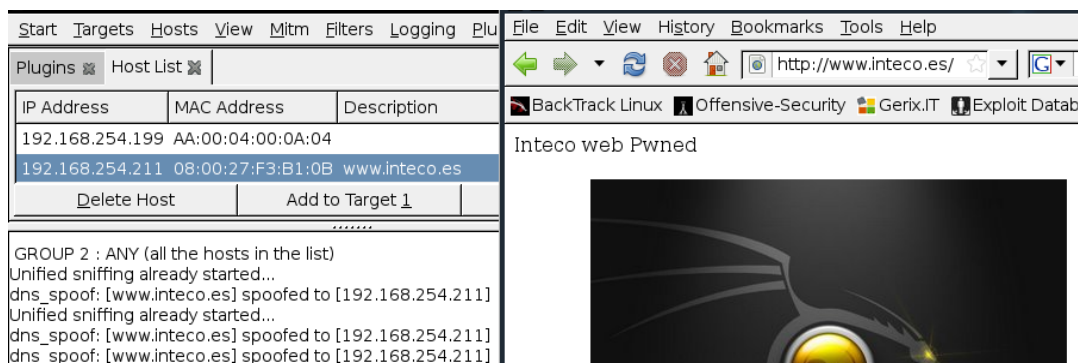 Start Targets Hosts View Mitm Filters Logging Plu
Plugins Host List
IP Address MAC Address Description
192.168.254.199 AA:00:04:00:0A:04
192.168.254.211 08:00:27:F3:B1:0B www.inteco.es
Delete Host Add to Target 1
GROUP 2 : ANY (all the hosts in the list)
Unified sniffing already started...
dns_spoof: [www.inteco.es] spoofed to [192.168.254.211]
Unified sniffing already started...
dns_spoof: [www.inteco.es] spoofed to [192.168.254.211]
dns_spoof: [www.inteco.es] spoofed to [192.168.254.211]
File Edit View History Bookmarks Tools Help
http://www.inteco.es/ G
BackTrack Linux Offensive-Security Gerix.IT Exploit Datab
Inteco web Pwned